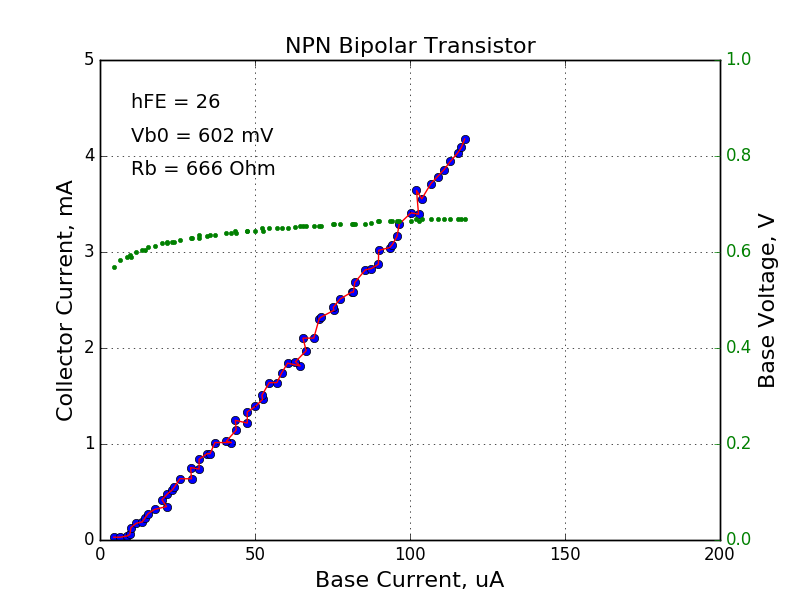 NPN Bipolar Transistor
hFE = 26
Vb0 = 602 mV
Rb = 666 Ohm
Collector Current, mA
5
4
3
2
1
0
1.0
0.8
0.6
0.4
0.2
0.0
Base Voltage, V
0 50 100 150 200
Base Current, uA